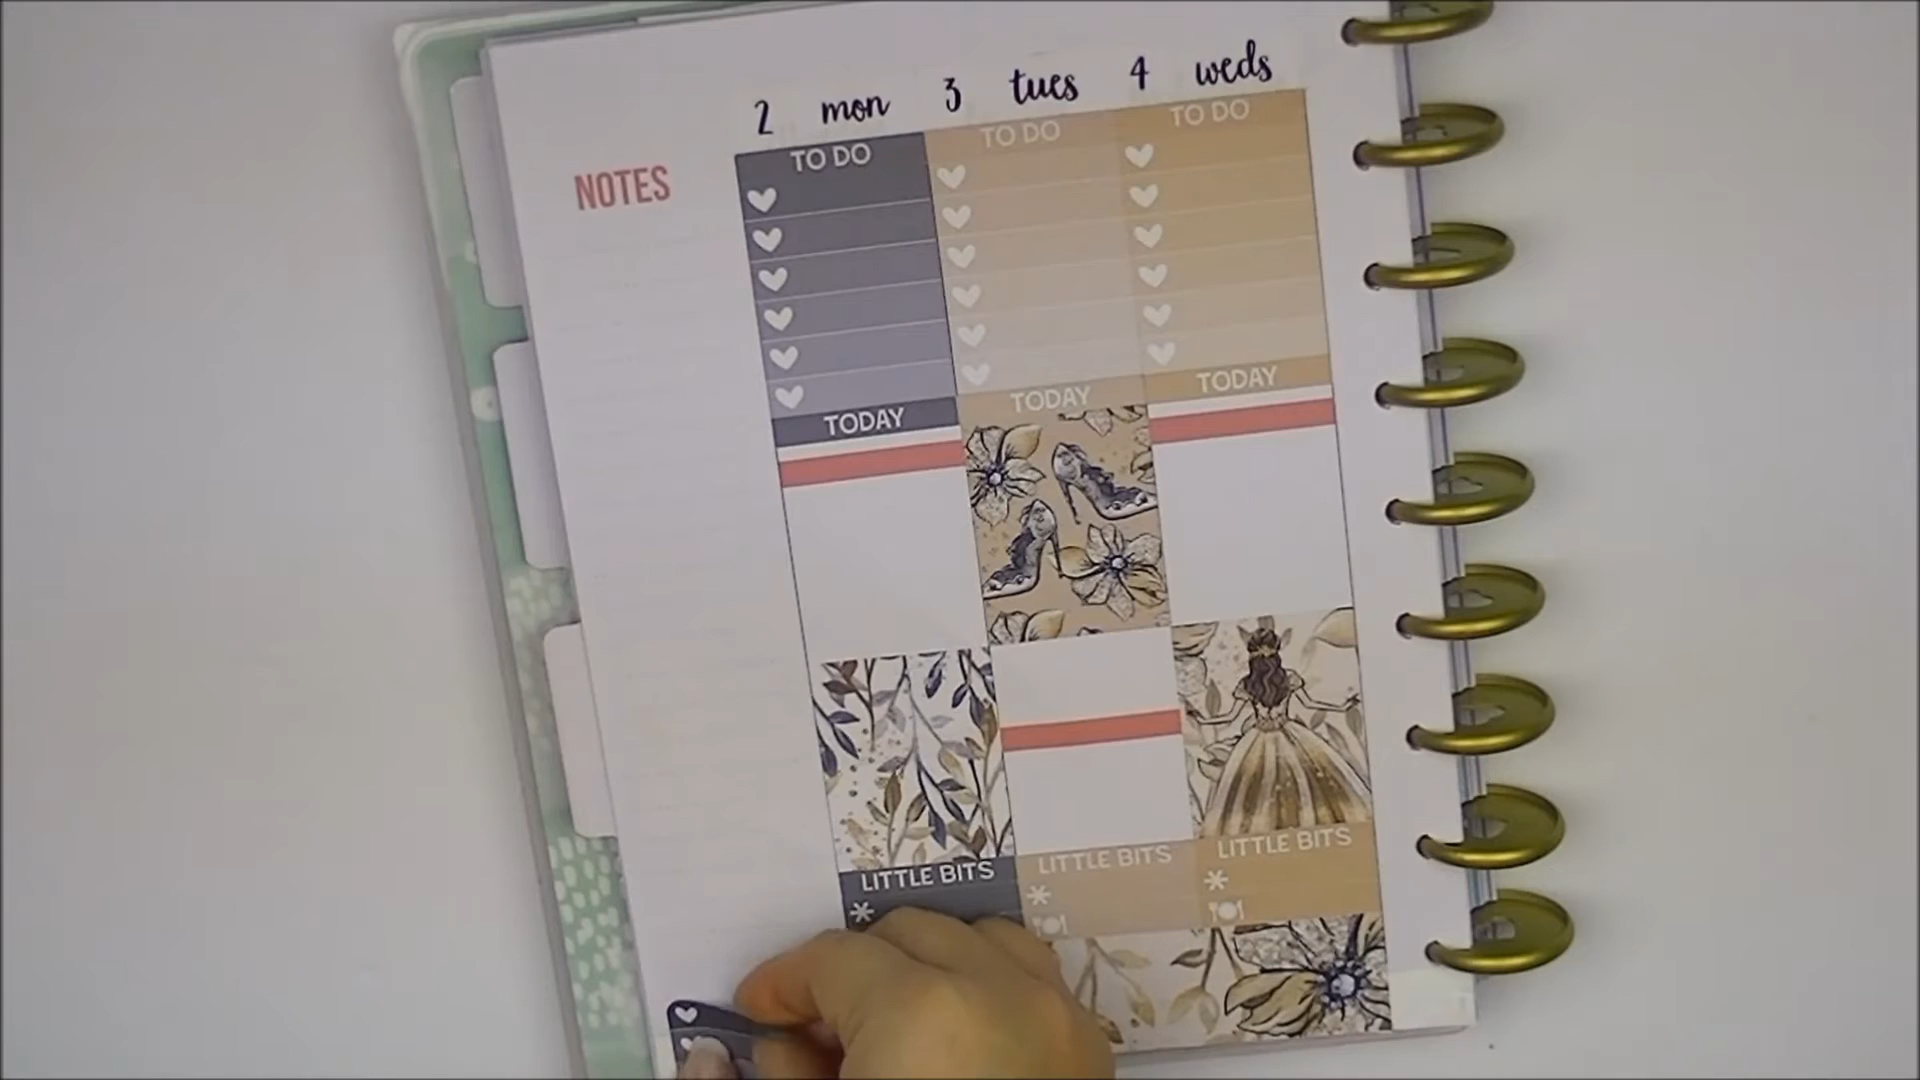 2 mon 3 tues 4 weds
TO DO TO DO TO DO
NOTES
TODAY TODAY TODAY
LITTLE BITS LITTLE BITS LITTLE BITS